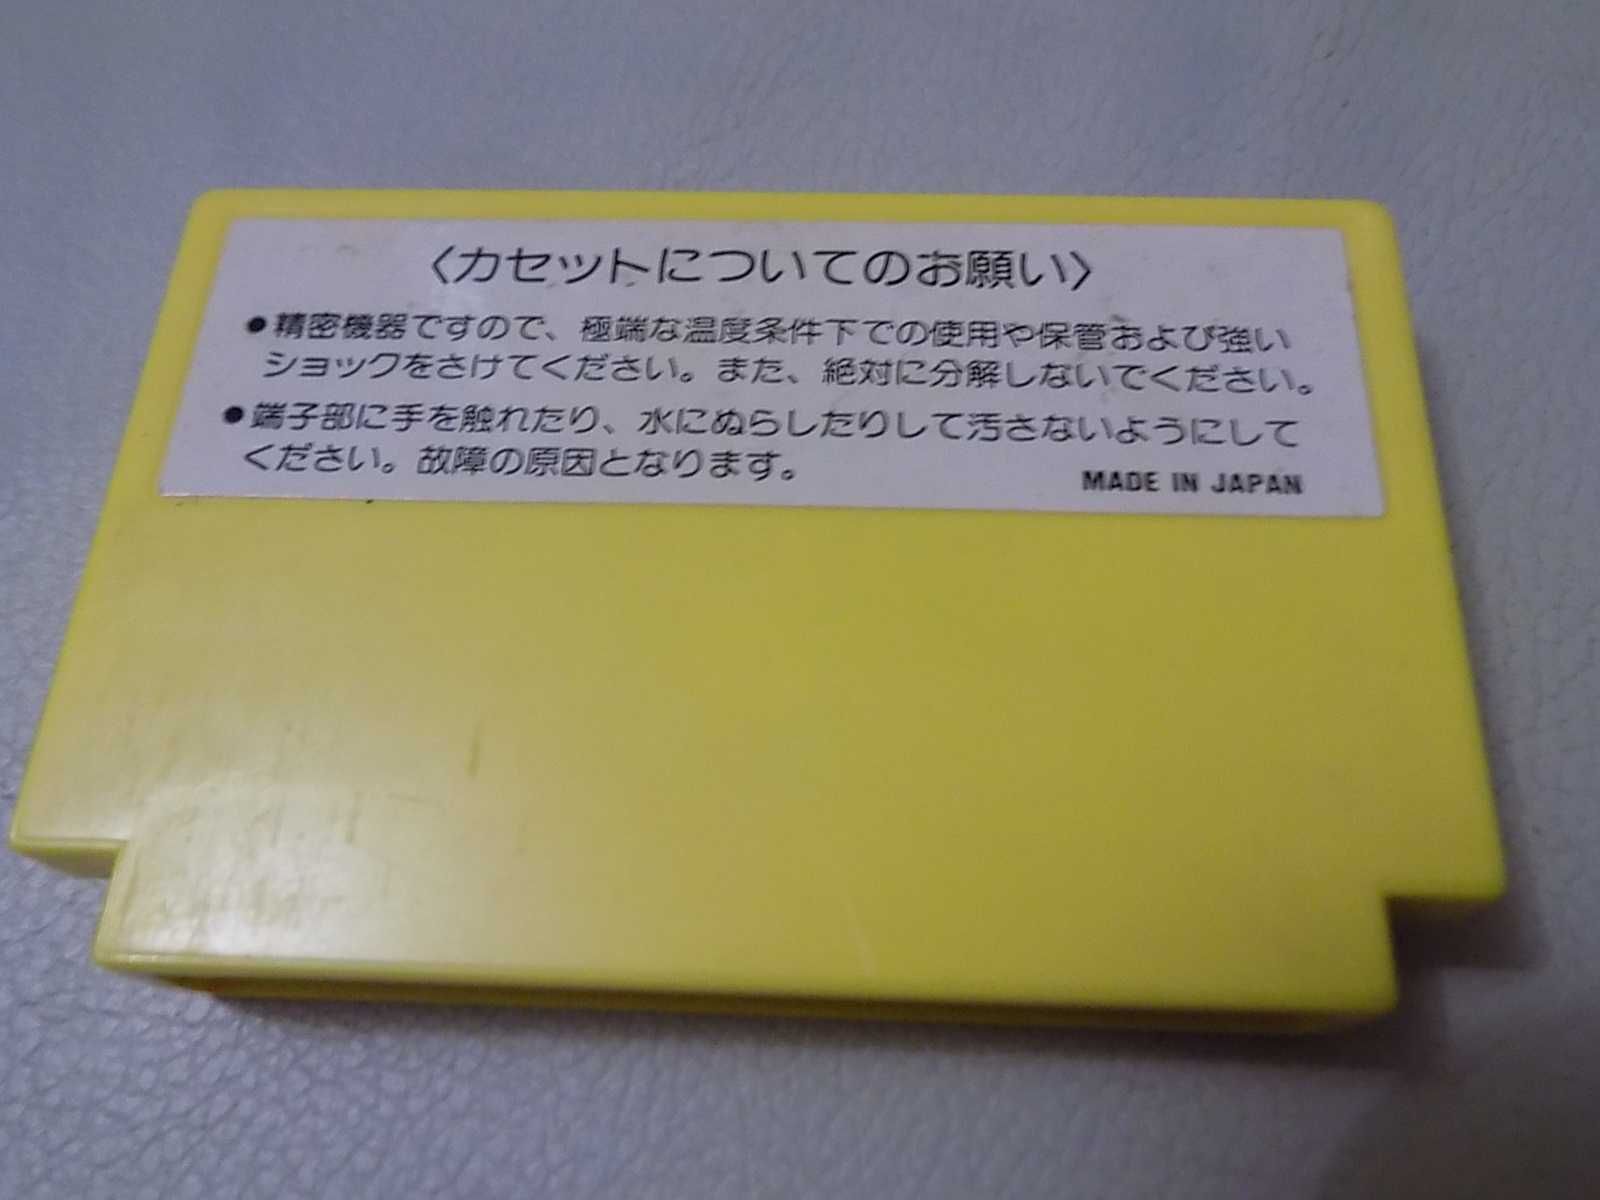 〈カセットについてのお願い〉
●精密機器ですので、極端な温度条件下での使用や保管および強い
ショックをさけてください。また、絶対に分解しないでください。
●端子部に手を触れたり、水にぬらしたりして汚さないようにして
ください。故障の原因となります。
MADE IN JAPAN